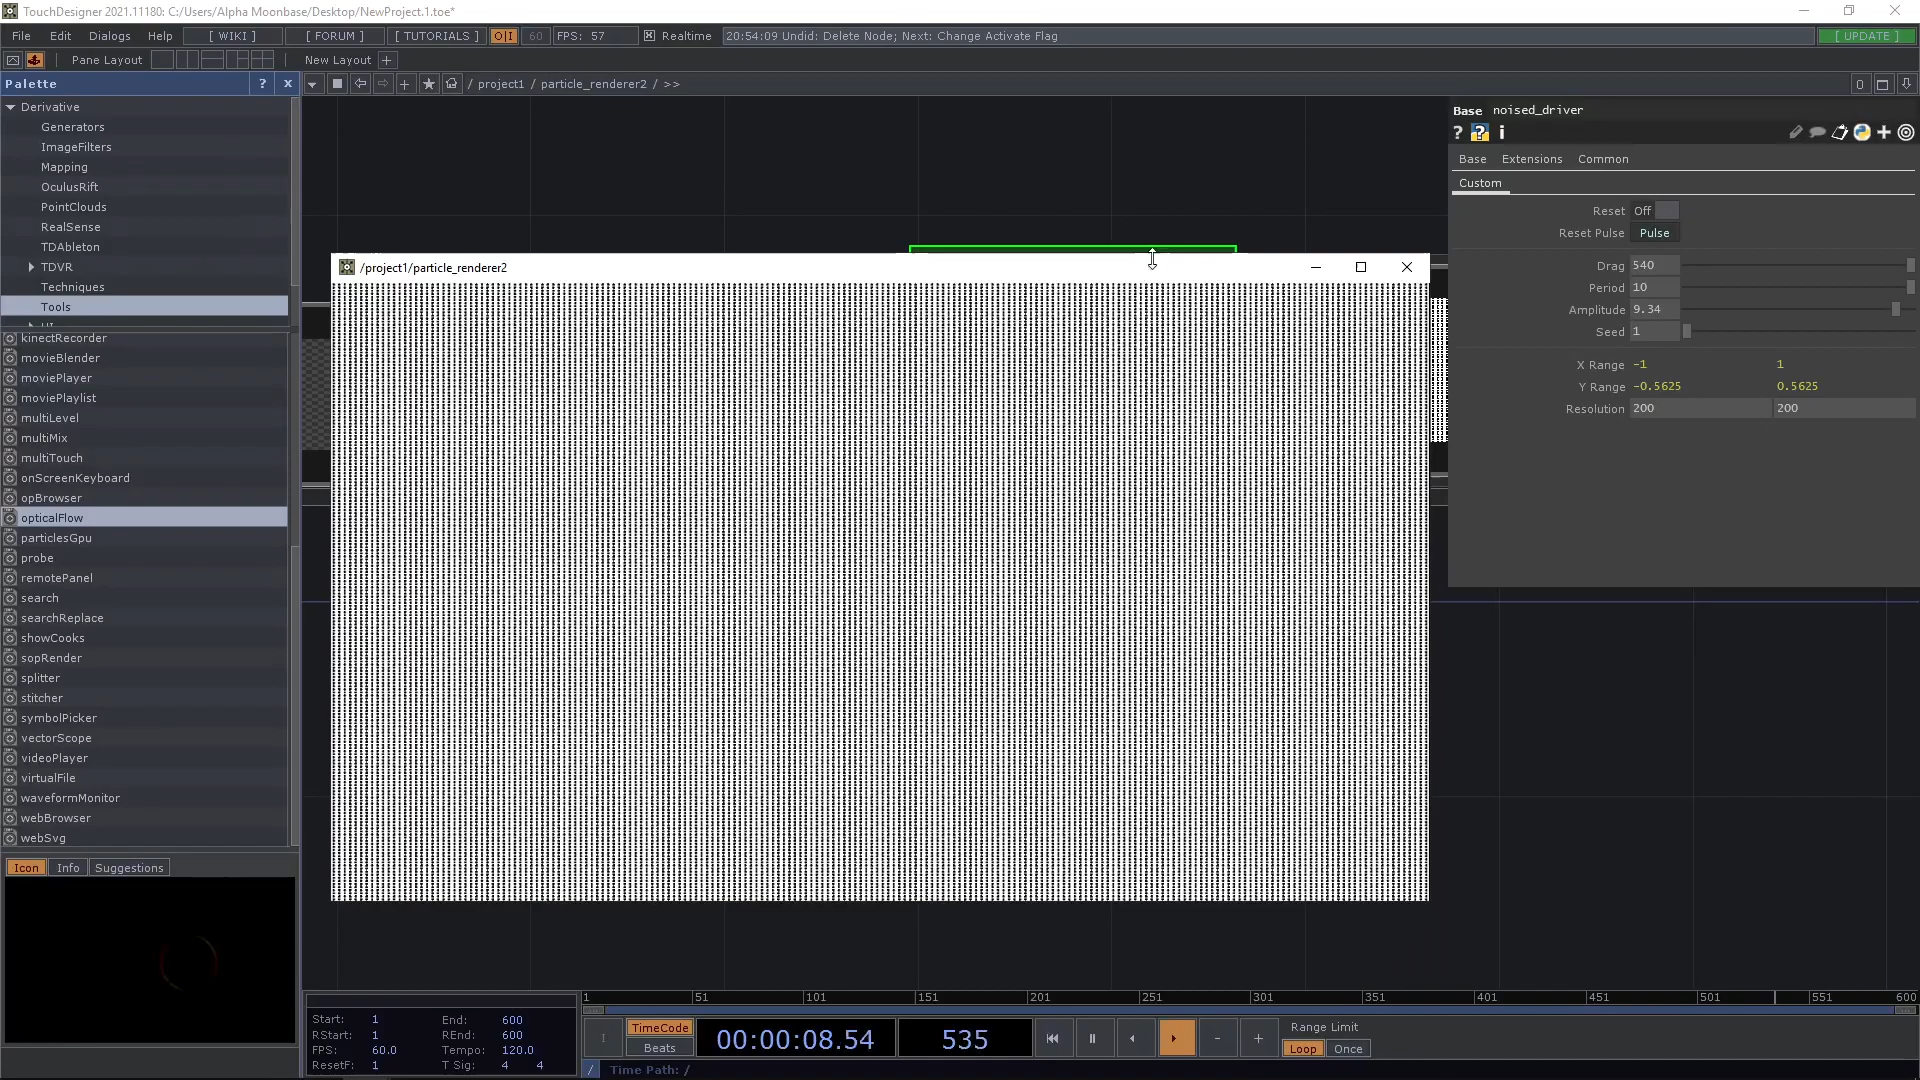 TouchDesigner 2021.11180: C:/Users/Alpha Moonbase/Desktop/NewProject.1.toe*
File Edit Dialogs Help [ WIKI ] [ FORUM ] [ TUTORIALS ] O|I 60 FPS: 57 Realtime 20:54:09 Undid: Delete Node; Next: Change Activate Flag [ UPDATE ]
Pane Layout New Layout +
Palette ? x / project1 / particle_renderer2 / >> 0
Derivative
Generators
ImageFilters
Mapping
OculusRift
PointClouds
RealSense
TDAbleton
TDVR
Techniques
Tools
kinectRecorder
movieBlender
moviePlayer
moviePlaylist
multiLevel
multiMix
multiTouch
onScreenKeyboard
opBrowser
opticalFlow
particlesGpu
probe
remotePanel
search
searchReplace
showCooks
sopRender
splitter
stitcher
symbolPicker
vectorScope
videoPlayer
virtualFile
waveformMonitor
webBrowser
webSvg
Icon Info Suggestions
/project1/particle_renderer2
Base noised_driver
? ? i
Base Extensions Common
Custom
Reset Off
Reset Pulse Pulse
Drag 540
Period 10
Amplitude 9.34
Seed 1
X Range -1 1
Y Range -0.5625 0.5625
Resolution 200 200
1 51 101 151 201 251 301 351 401 451 501 551 600
Start: 1 End: 600
RStart: 1 REnd: 600
FPS: 60.0 Tempo: 120.0
ResetF: 1 T Sig: 4 4
TimeCode
Beats
00:00:08.54 535
- +
Range Limit
Loop Once
/ Time Path: /